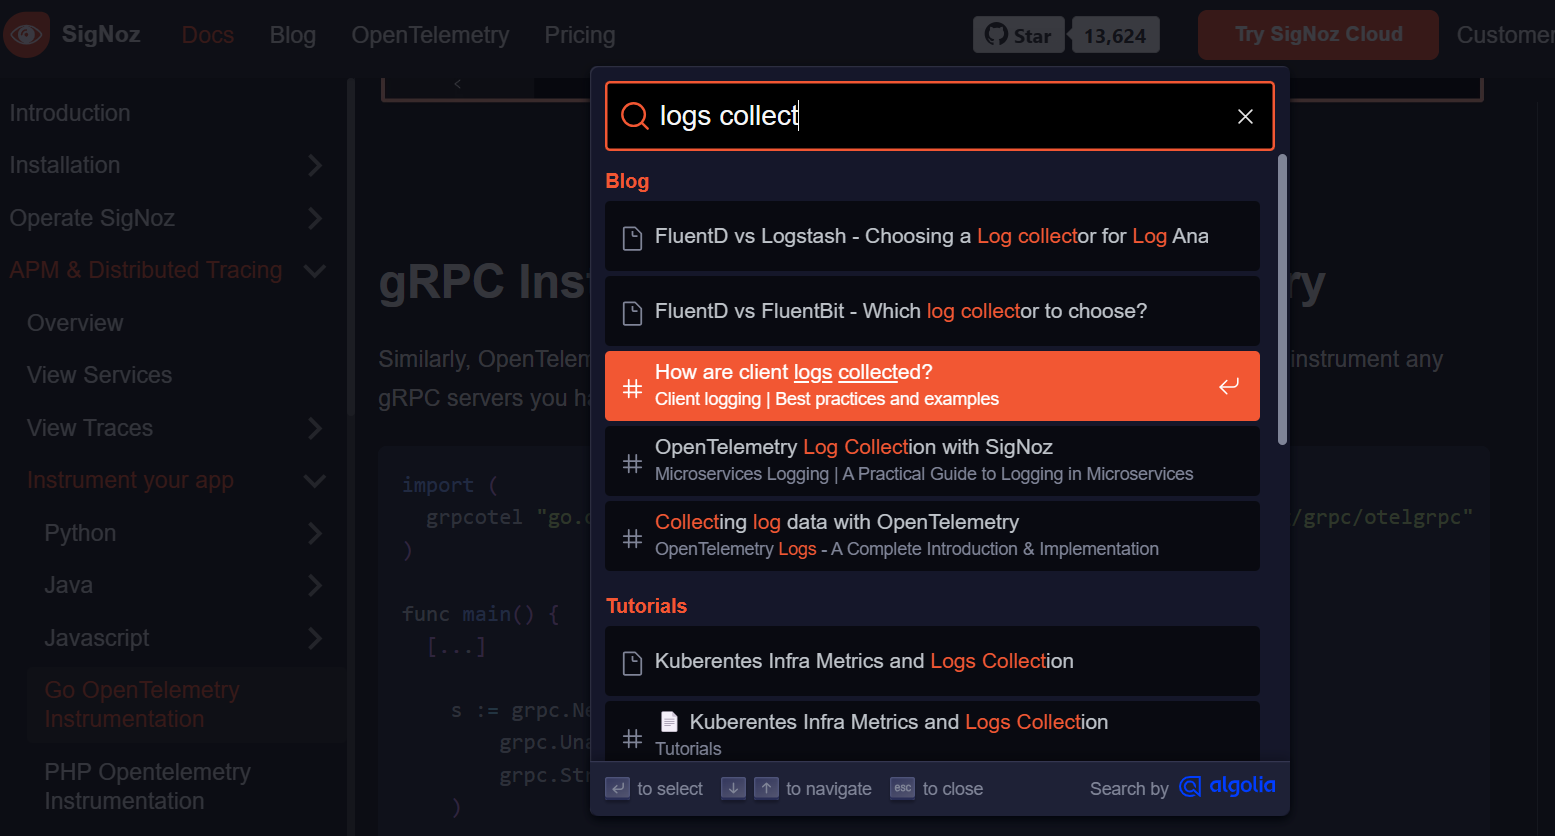 SigNoz Docs Blog OpenTelemetry Pricing Star 13,624 Try SigNoz Cloud Customer
Introduction
Installation
Operate SigNoz
APM & Distributed Tracing
Overview
View Services
View Traces
Instrument your app
Python
Java
Javascript
Go OpenTelemetry
Instrumentation
PHP Opentelemetry
Instrumentation
gRPC Ins
ry
Similarly, OpenTelem
instrument any
gRPC servers you ha
import (
grpcotel "go.
/grpc/otelgrpc"
)
func main() {
[...]
s := grpc.Ne
grpc.Una
grpc.Str
)
logs collect
Blog
FluentD vs Logstash - Choosing a Log collector for Log Ana
FluentD vs FluentBit - Which log collector to choose?
How are client logs collected?
Client logging | Best practices and examples
OpenTelemetry Log Collection with SigNoz
Microservices Logging | A Practical Guide to Logging in Microservices
Collecting log data with OpenTelemetry
OpenTelemetry Logs - A Complete Introduction & Implementation
Tutorials
Kuberentes Infra Metrics and Logs Collection
Kuberentes Infra Metrics and Logs Collection
Tutorials
to select to navigate esc to close Search by algolia